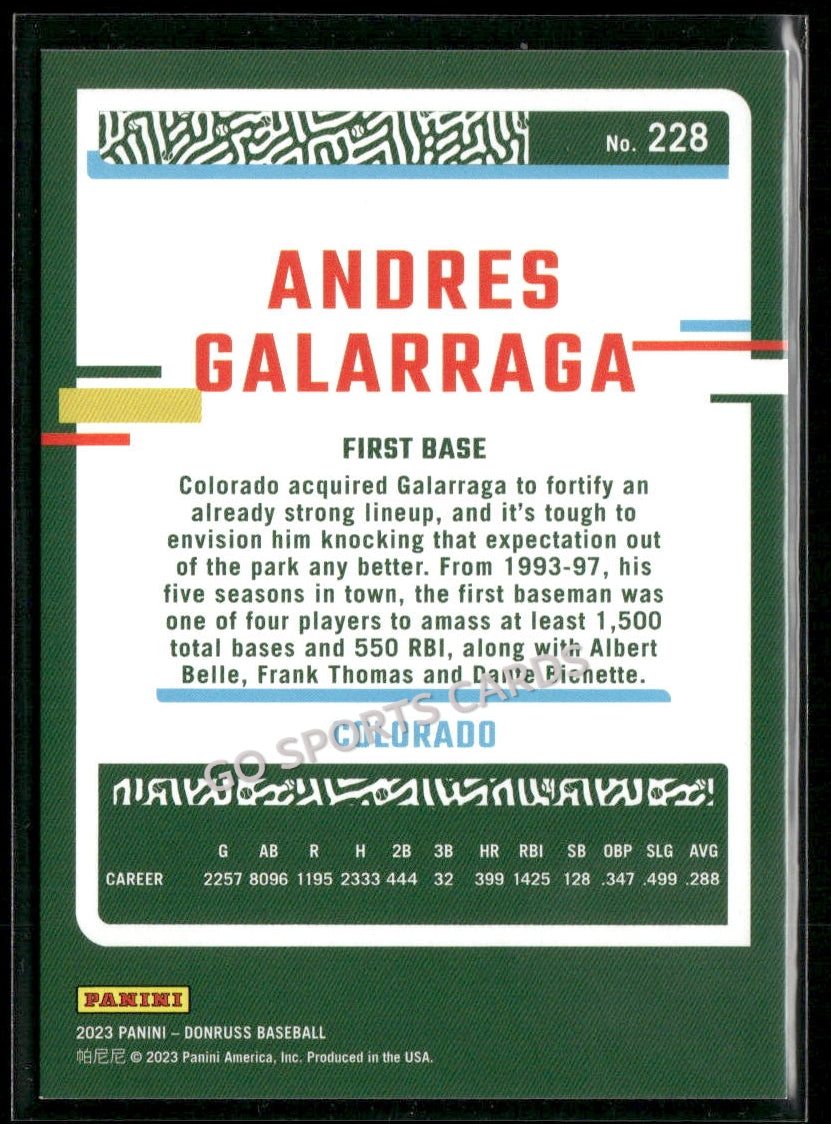 No. 228
ANDRES
GALARRAGA
FIRST BASE
Colorado acquired Galarraga to fortify an
already strong lineup, and it's tough to
envision him knocking that expectation out
of the park any better. From 1993-97, his
five seasons in town, the first baseman was
one of four players to amass at least 1,500
total bases and 550 RBI, along with Albert
Belle, Frank Thomas and Dante Bichette.
GO SPORTS CARDS
COLORADO
G AB R H 2B 3B HR RBI SB OBP SLG AVG
CAREER 2257 8096 1195 2333 444 32 399 1425 128 .347 .499 .288
PANINI
2023 PANINI – DONRUSS BASEBALL
帕尼尼 © 2023 Panini America, Inc. Produced in the USA.